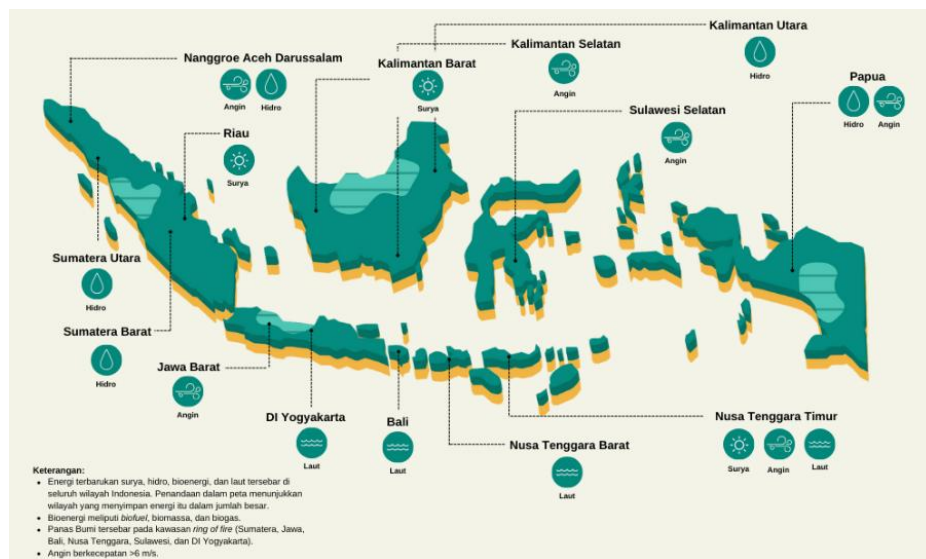 Kalimantan Utara
Hidro
Kalimantan Selatan
Angin
Nanggroe Aceh Darussalam
Angin Hidro
Kalimantan Barat
Surya
Papua
Hidro Angin
Sulawesi Selatan
Angin
Riau
Surya
Sumatera Utara
Hidro
Sumatera Barat
Hidro
Jawa Barat
Angin
DI Yogyakarta
Laut
Bali
Laut
Nusa Tenggara Barat
Laut
Nusa Tenggara Timur
Surya Angin Laut
Keterangan:
• Energi terbarukan surya, hidro, bioenergi, dan laut tersebar di
seluruh wilayah Indonesia. Penandaan dalam peta menunjukkan
wilayah yang menyimpan energi itu dalam jumlah besar.
• Bioenergi meliputi biofuel, biomassa, dan biogas.
• Panas Bumi tersebar pada kawasan ring of fire (Sumatera, Jawa,
Bali, Nusa Tenggara, Sulawesi, dan DI Yogyakarta).
• Angin berkecepatan >6 m/s.